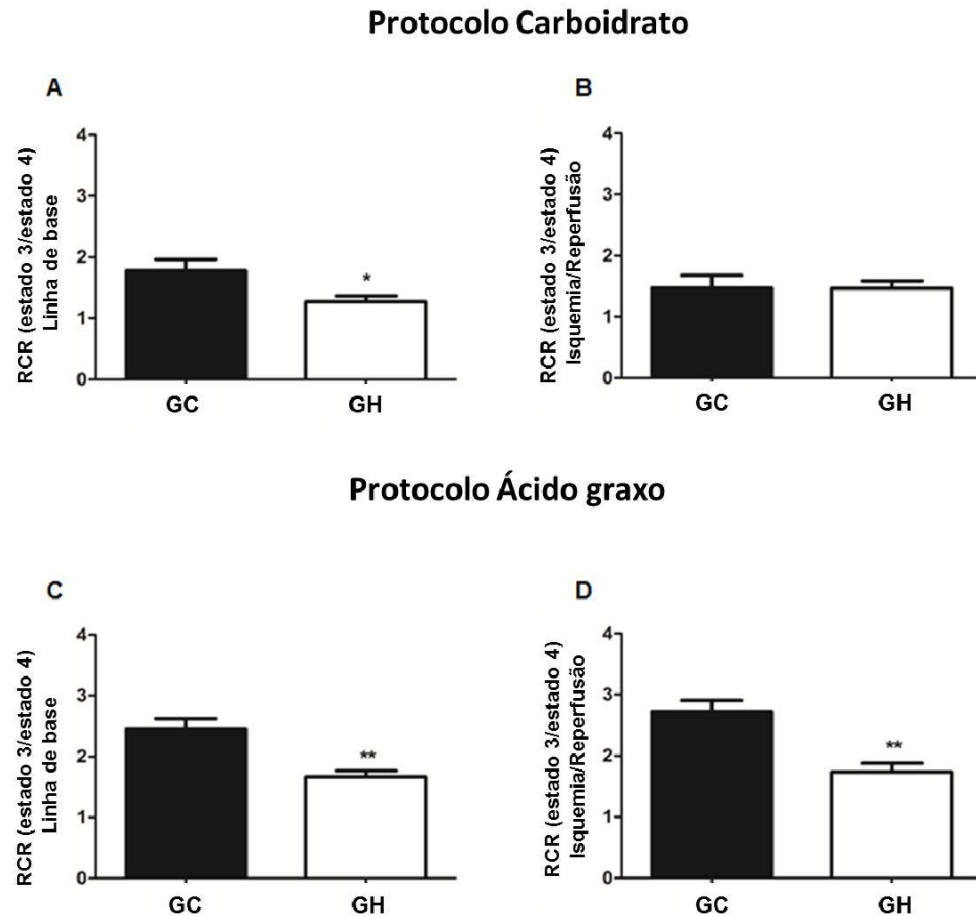 Protocolo Carboidrato
A
RCR (estado 3/estado 4)
Linha de base
4
3
2
1
0
*
GC
GH
B
RCR (estado 3/estado 4)
Isquemia/Reperfusão
4
3
2
1
0
GC
GH
Protocolo Ácido graxo
C
RCR (estado 3/estado 4)
Linha de base
4
3
2
1
0
**
GC
GH
D
RCR (estado 3/estado 4)
Isquemia/Reperfusão
4
3
2
1
0
**
GC
GH